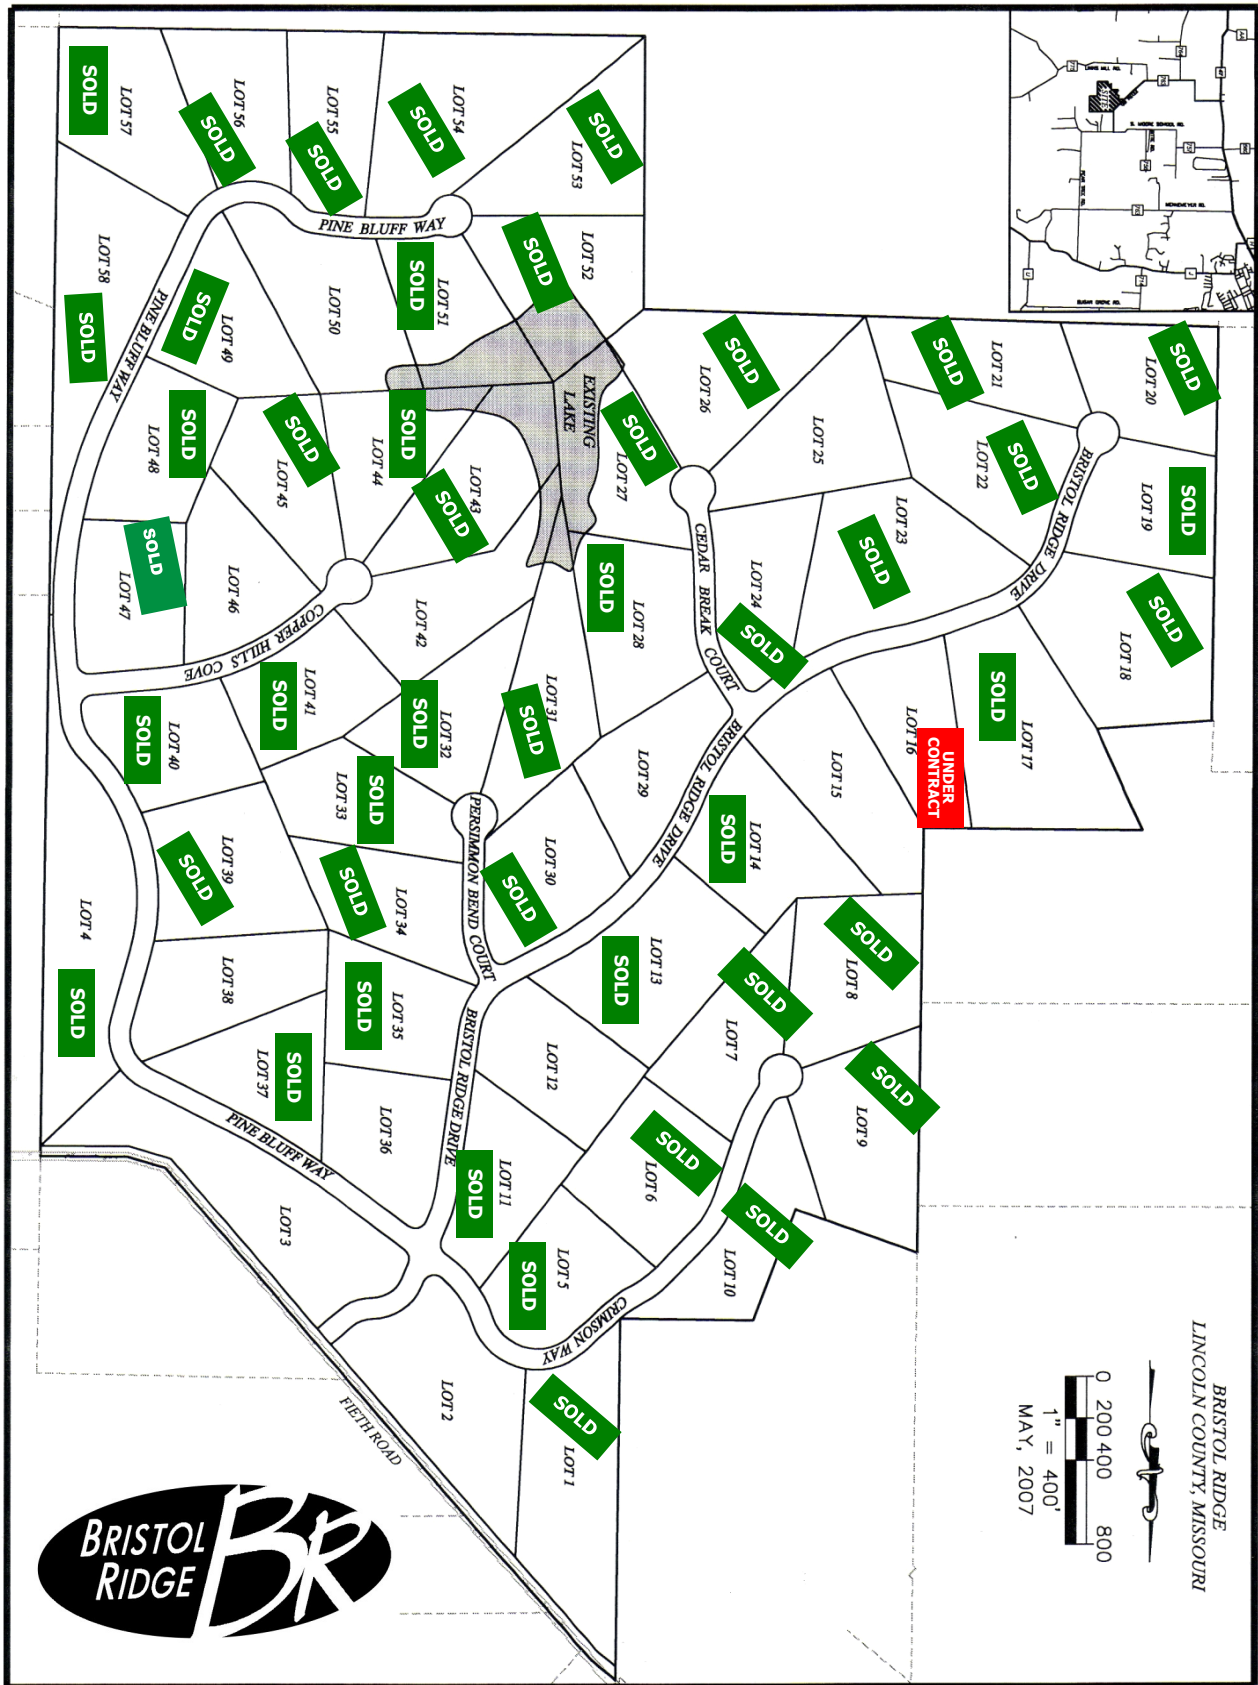 BRISTOL RIDGE
LINCOLN COUNTY, MISSOURI
0 200 400 800
1" = 400'
MAY, 2007
SITE
LOT 20
SOLD
LOT 19
SOLD
LOT 18
SOLD
LOT 21
SOLD
LOT 22
SOLD
BRISTOL RIDGE DRIVE
LOT 17
SOLD
LOT 16
UNDER
CONTRACT
LOT 23
SOLD
LOT 25
LOT 15
LOT 8
SOLD
LOT 9
SOLD
LOT 26
SOLD
LOT 24
SOLD
CEDAR BREAK COURT
BRISTOL RIDGE DRIVE
LOT 14
SOLD
LOT 7
SOLD
LOT 10
SOLD
LOT 27
SOLD
LOT 28
SOLD
LOT 29
LOT 13
SOLD
LOT 6
SOLD
CRIMSON WAY
EXISTING
LAKE
LOT 53
SOLD
LOT 52
SOLD
LOT 31
SOLD
LOT 30
SOLD
LOT 12
LOT 5
SOLD
LOT 1
SOLD
LOT 54
SOLD
LOT 51
SOLD
LOT 43
SOLD
LOT 42
LOT 32
SOLD
PERSIMMON BEND COURT
BRISTOL RIDGE DRIVE
LOT 11
SOLD
LOT 2
PINE BLUFF WAY
LOT 55
SOLD
LOT 50
LOT 44
SOLD
LOT 33
SOLD
LOT 34
SOLD
LOT 35
SOLD
LOT 36
FIETH ROAD
LOT 56
SOLD
LOT 49
SOLD
LOT 45
SOLD
LOT 46
COPPER HILLS COVE
LOT 41
SOLD
LOT 39
SOLD
LOT 38
LOT 37
SOLD
PINE BLUFF WAY
LOT 3
LOT 57
SOLD
LOT 58
SOLD
PINE BLUFF WAY
LOT 48
SOLD
LOT 47
SOLD
LOT 40
SOLD
LOT 4
SOLD
BR
BRISTOL
RIDGE